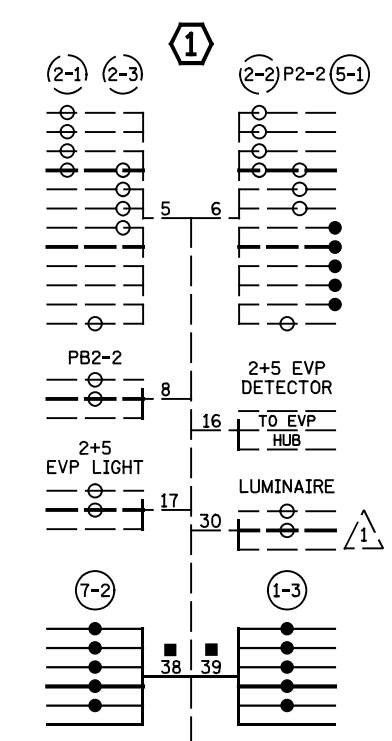 1
2-1 2-3 2-2 P2-2 5-1
5 6
PB2-2
8
2+5 EVP
DETECTOR
16 TO EVP
HUB
2+5
EVP LIGHT
17
LUMINAIRE
30
1
7-2 1-3
38 39